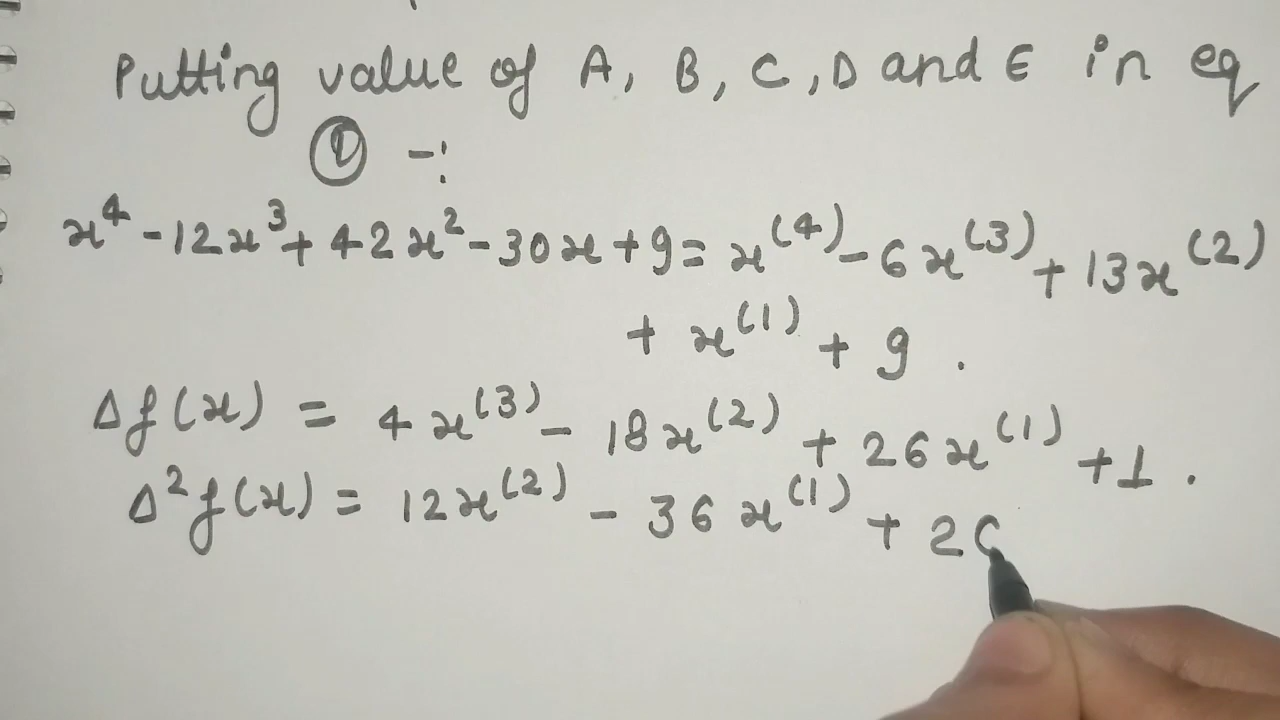 Putting value of A, B, C, D and E in eq
① -:
x⁴ - 12x³ + 42x² - 30x + 9 = x⁽⁴⁾ - 6x⁽³⁾ + 13x⁽²⁾
+ x⁽¹⁾ + 9 .
Δf(x) = 4x⁽³⁾ - 18x⁽²⁾ + 26x⁽¹⁾ + 1 .
Δ²f(x) = 12x⁽²⁾ - 36x⁽¹⁾ + 2